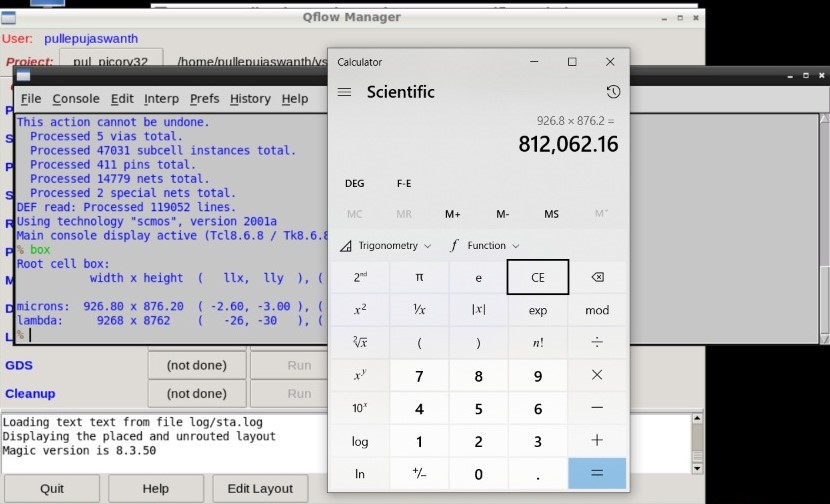 Qflow Manager
User: pullepujaswanth
Project: pul_picory32 /home/pullepujaswanth/vs
File Console Edit Interp Prefs History Help
This action cannot be undone.
Processed 5 vias total.
Processed 47031 subcell instances total.
Processed 411 pins total.
Processed 14779 nets total.
Processed 2 special nets total.
DEF read: Processed 119052 lines.
Using technology "scmos", version 2001a
Main console display active (Tcl8.6.8 / Tk8.6.8
% box
Root cell box:
width x height ( llx, lly ), (
microns: 926.80 x 876.20 ( -2.60, -3.00 ), (
lambda: 9268 x 8762 ( -26, -30 ), (
%
P
S
P
S
R
P
M
D
L
GDS (not done) Run
Cleanup (not done) Run
Loading text text from file log/sta.log
Displaying the placed and unrouted layout
Magic version is 8.3.50
Quit Help Edit Layout
Calculator
Scientific
926.8 × 876.2 =
812,062.16
DEG F-E
MC MR M+ M- MS M˅
Trigonometry f Function
2ⁿᵈ π e CE
x² ¹/x |x| exp mod
²√x ( ) n! ÷
xʸ 7 8 9 ×
10ˣ 4 5 6 −
log 1 2 3 +
ln +/− 0 . =